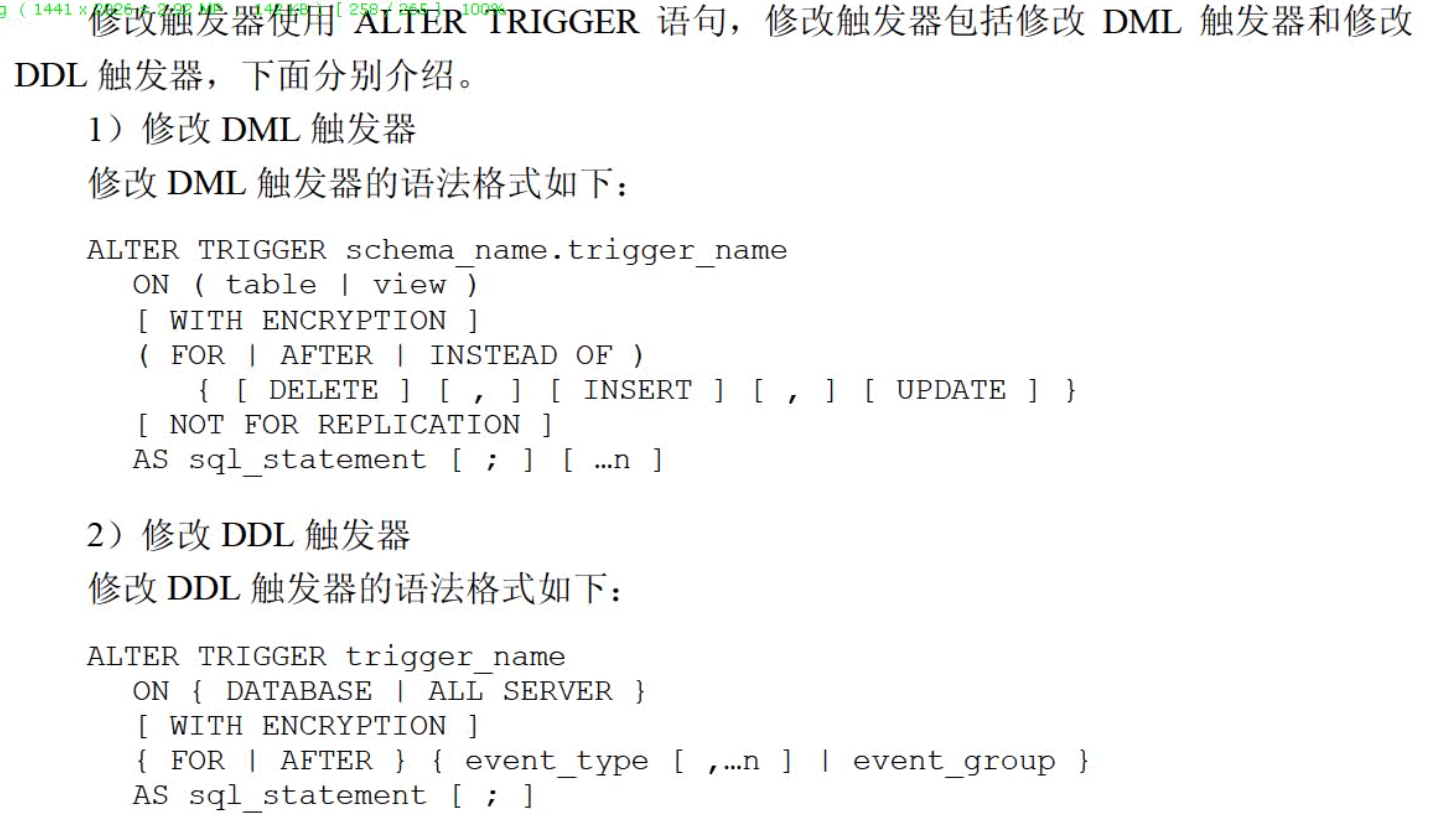 ( 1441 x 2026 = 2.92 MP 142 KB ) [ 258 / 265 ] 100%
修改触发器使用 ALTER TRIGGER 语句，修改触发器包括修改 DML 触发器和修改
DDL 触发器，下面分别介绍。
1）修改 DML 触发器
修改 DML 触发器的语法格式如下：
ALTER TRIGGER schema_name.trigger_name
ON ( table | view )
[ WITH ENCRYPTION ]
( FOR | AFTER | INSTEAD OF )
{ [ DELETE ] [ , ] [ INSERT ] [ , ] [ UPDATE ] }
[ NOT FOR REPLICATION ]
AS sql_statement [ ; ] [ …n ]
2）修改 DDL 触发器
修改 DDL 触发器的语法格式如下：
ALTER TRIGGER trigger_name
ON { DATABASE | ALL SERVER }
[ WITH ENCRYPTION ]
{ FOR | AFTER } { event_type [ ,…n ] | event_group }
AS sql_statement [ ; ]